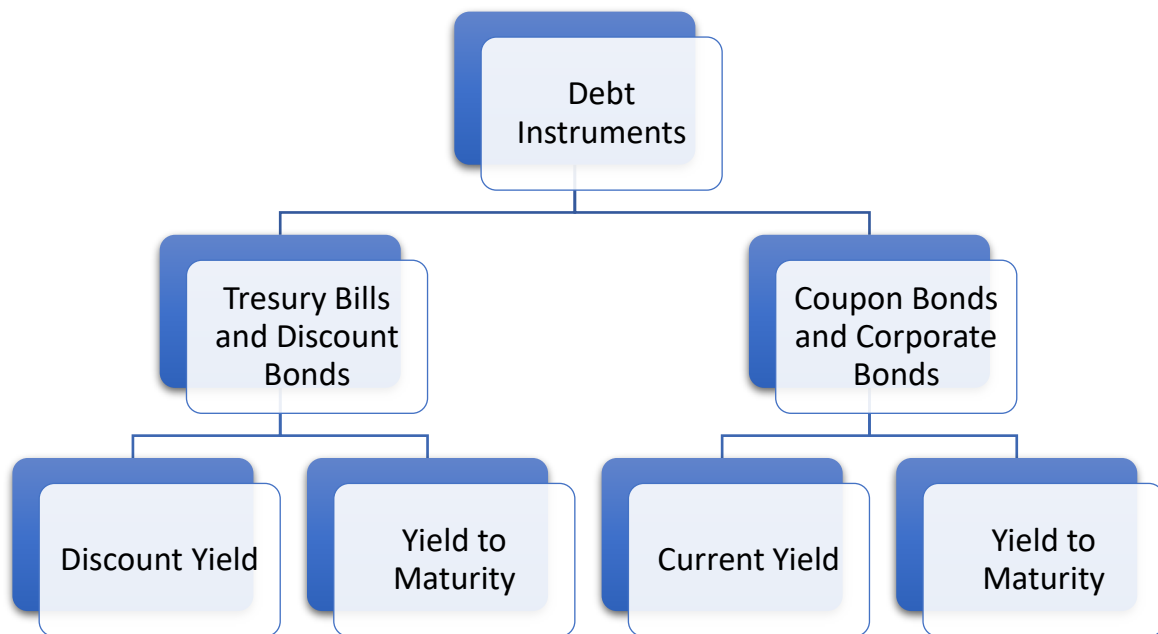 Debt
Instruments
Tresury Bills
and Discount
Bonds
Coupon Bonds
and Corporate
Bonds
Discount Yield
Yield to
Maturity
Current Yield
Yield to
Maturity